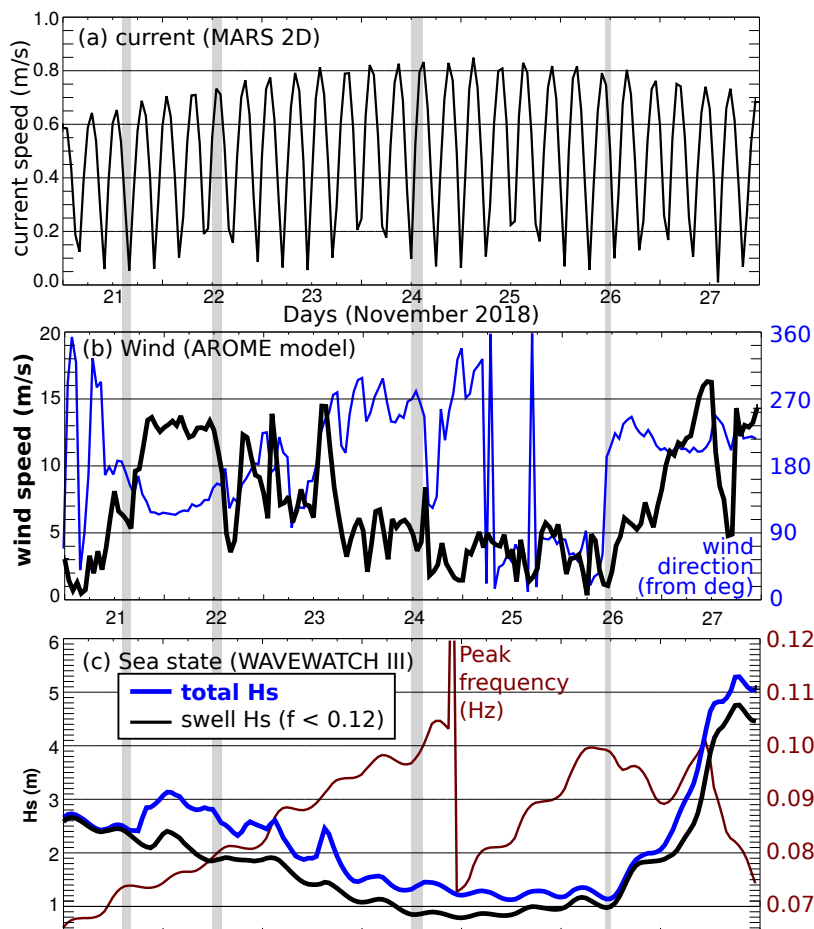 (a) current (MARS 2D)
current speed (m/s)
1.0
0.8
0.6
0.4
0.2
0.0
21 22 23 24 25 26 27
Days (November 2018)
(b) Wind (AROME model)
wind speed (m/s)
20
15
10
5
0
360
270
180
90
0
wind
direction
(from deg)
21 22 23 24 25 26 27
(c) Sea state (WAVEWATCH III)
total Hs
swell Hs (f < 0.12)
Peak
frequency
(Hz)
Hs (m)
6
5
4
3
2
1
0.12
0.11
0.10
0.09
0.08
0.07